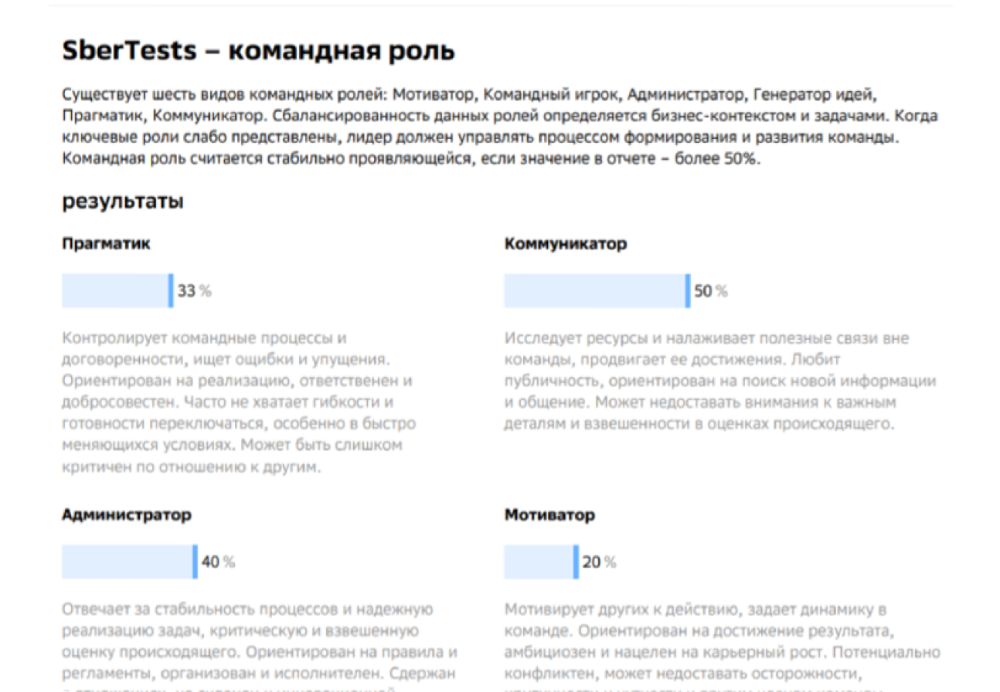 SberTests – командная роль
Существует шесть видов командных ролей: Мотиватор, Командный игрок, Администратор, Генератор идей,
Прагматик, Коммуникатор. Сбалансированность данных ролей определяется бизнес-контекстом и задачами. Когда
ключевые роли слабо представлены, лидер должен управлять процессом формирования и развития команды.
Командная роль считается стабильно проявляющейся, если значение в отчете – более 50%.
результаты
Прагматик
33 %
Контролирует командные процессы и
договоренности, ищет ошибки и упущения.
Ориентирован на реализацию, ответственен и
добросовестен. Часто не хватает гибкости и
готовности переключаться, особенно в быстро
меняющихся условиях. Может быть слишком
критичен по отношению к другим.
Коммуникатор
50 %
Исследует ресурсы и налаживает полезные связи вне
команды, продвигает ее достижения. Любит
публичность, ориентирован на поиск новой информации
и общение. Может недоставать внимания к важным
деталям и взвешенности в оценках происходящего.
Администратор
40 %
Отвечает за стабильность процессов и надежную
реализацию задач, критическую и взвешенную
оценку происходящего. Ориентирован на правила и
регламенты, организован и исполнителен. Сдержан
Мотиватор
20 %
Мотивирует других к действию, задает динамику в
команде. Ориентирован на достижение результата,
амбициозен и нацелен на карьерный рост. Потенциально
конфликтен, может недоставать осторожности,